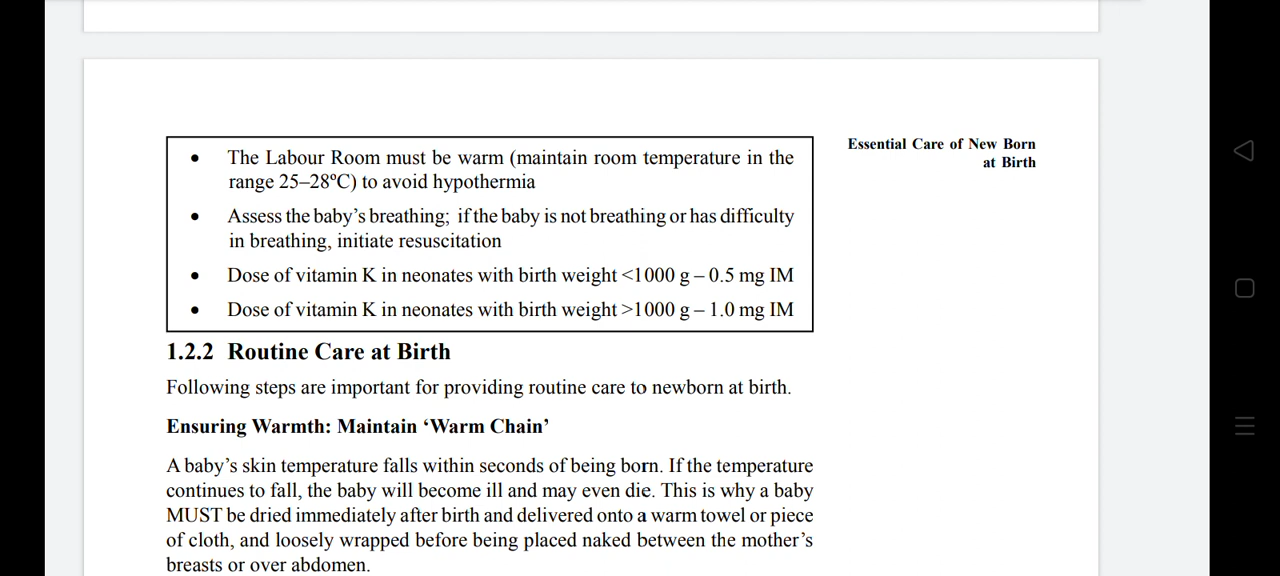 Essential Care of New Born
at Birth
• The Labour Room must be warm (maintain room temperature in the
range 25–28ºC) to avoid hypothermia
• Assess the baby’s breathing; if the baby is not breathing or has difficulty
in breathing, initiate resuscitation
• Dose of vitamin K in neonates with birth weight <1000 g – 0.5 mg IM
• Dose of vitamin K in neonates with birth weight >1000 g – 1.0 mg IM
1.2.2 Routine Care at Birth
Following steps are important for providing routine care to newborn at birth.
Ensuring Warmth: Maintain ‘Warm Chain’
A baby’s skin temperature falls within seconds of being born. If the temperature
continues to fall, the baby will become ill and may even die. This is why a baby
MUST be dried immediately after birth and delivered onto a warm towel or piece
of cloth, and loosely wrapped before being placed naked between the mother’s
breasts or over abdomen.